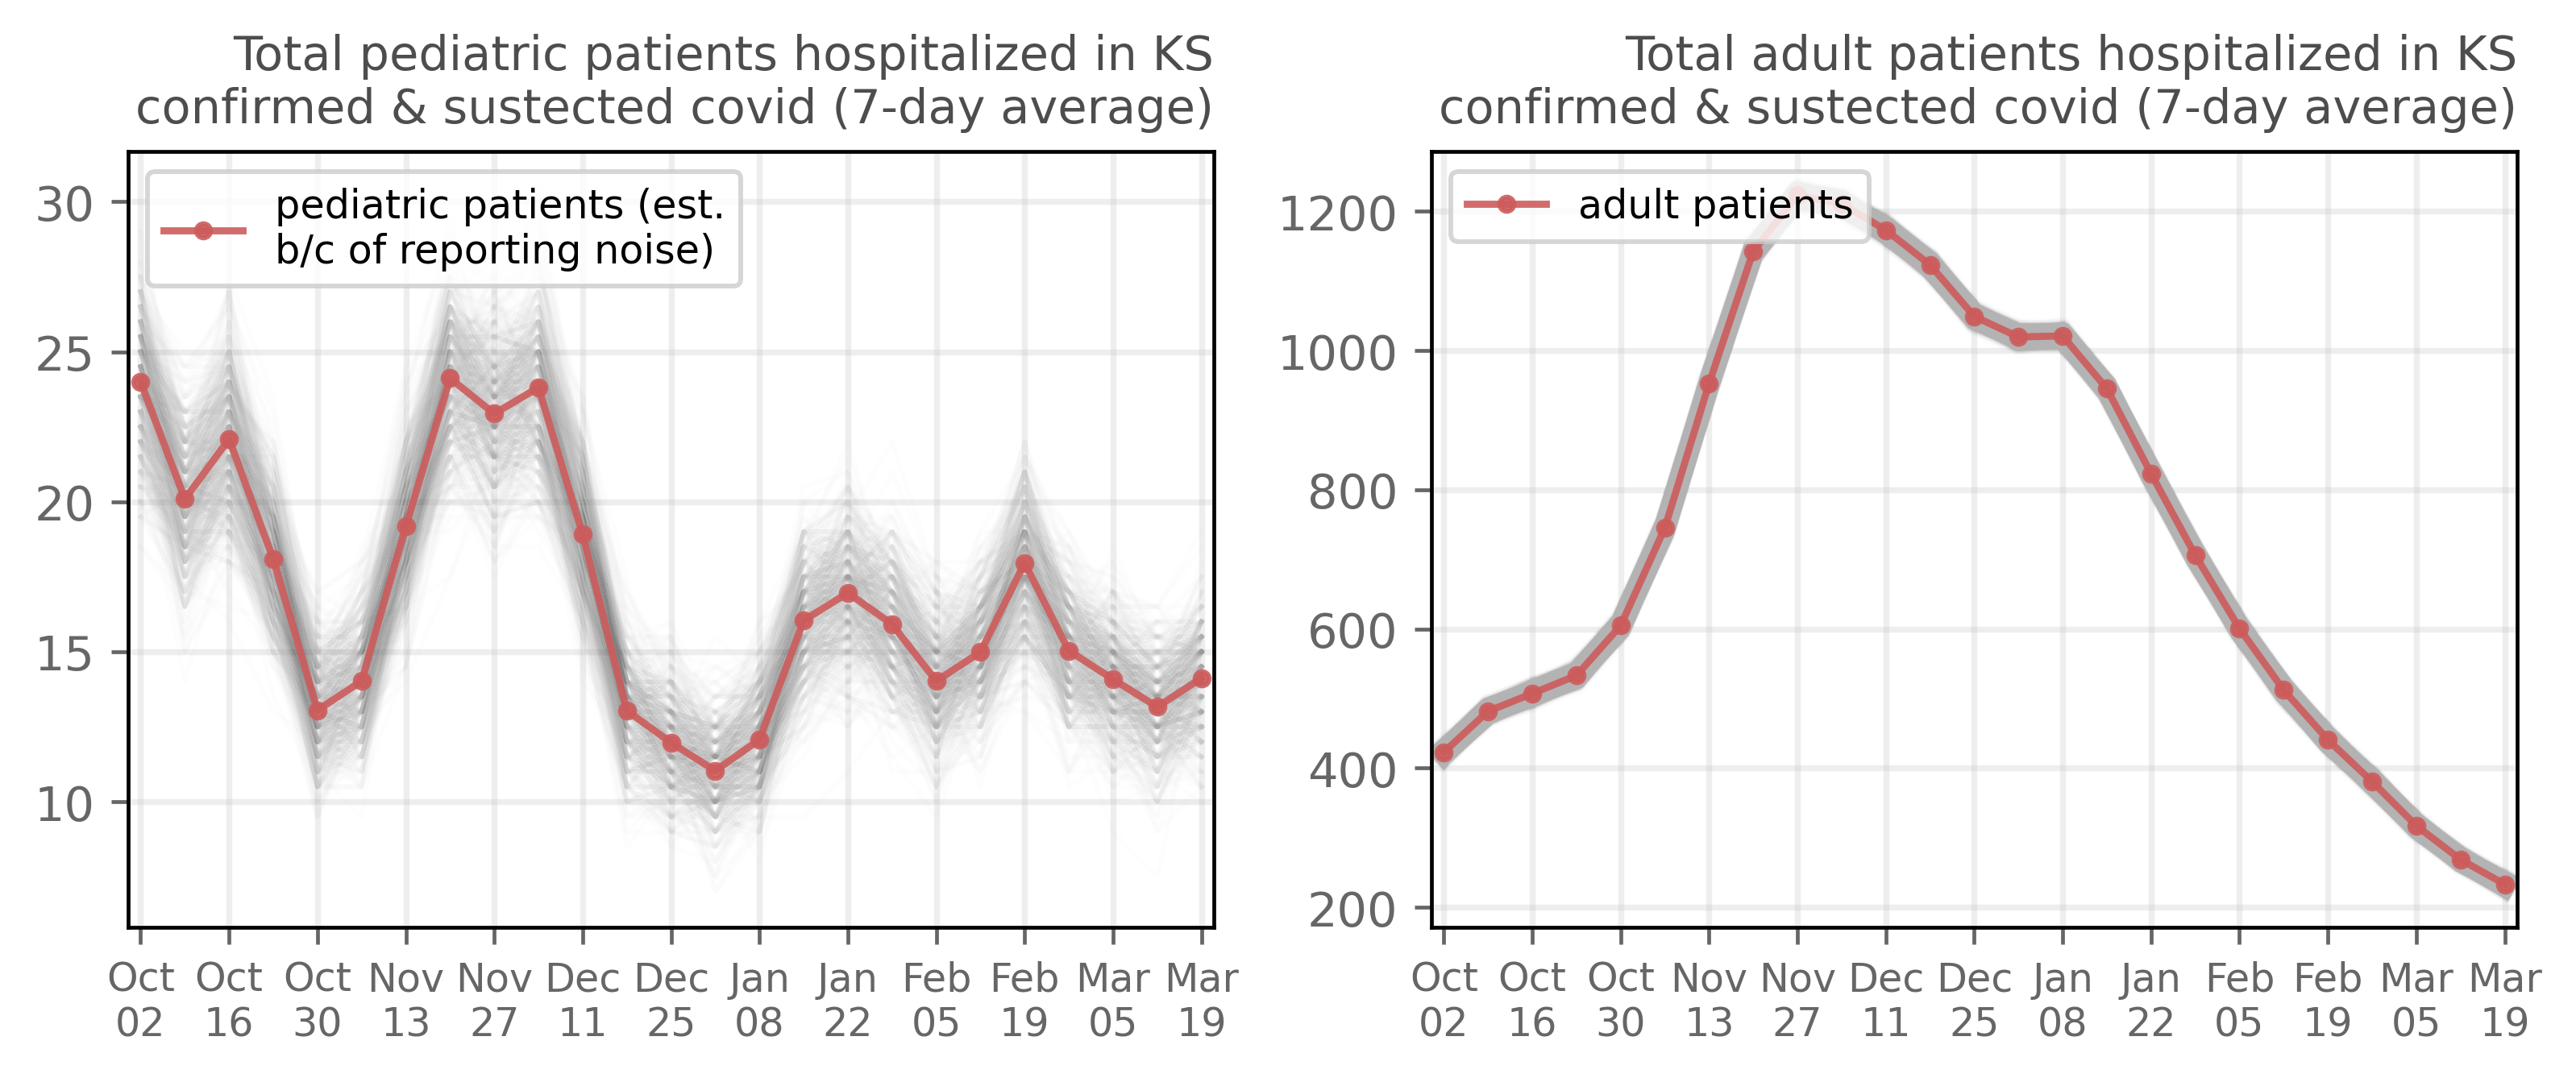 Total pediatric patients hospitalized in KS
confirmed & sustected covid (7-day average)
pediatric patients (est.
b/c of reporting noise)
30
25
20
15
10
Oct Oct Oct Nov Nov Dec Dec Jan Jan Feb Feb Mar Mar
02 16 30 13 27 11 25 08 22 05 19 05 19
Total adult patients hospitalized in KS
confirmed & sustected covid (7-day average)
adult patients
1200
1000
800
600
400
200
Oct Oct Oct Nov Nov Dec Dec Jan Jan Feb Feb Mar Mar
02 16 30 13 27 11 25 08 22 05 19 05 19